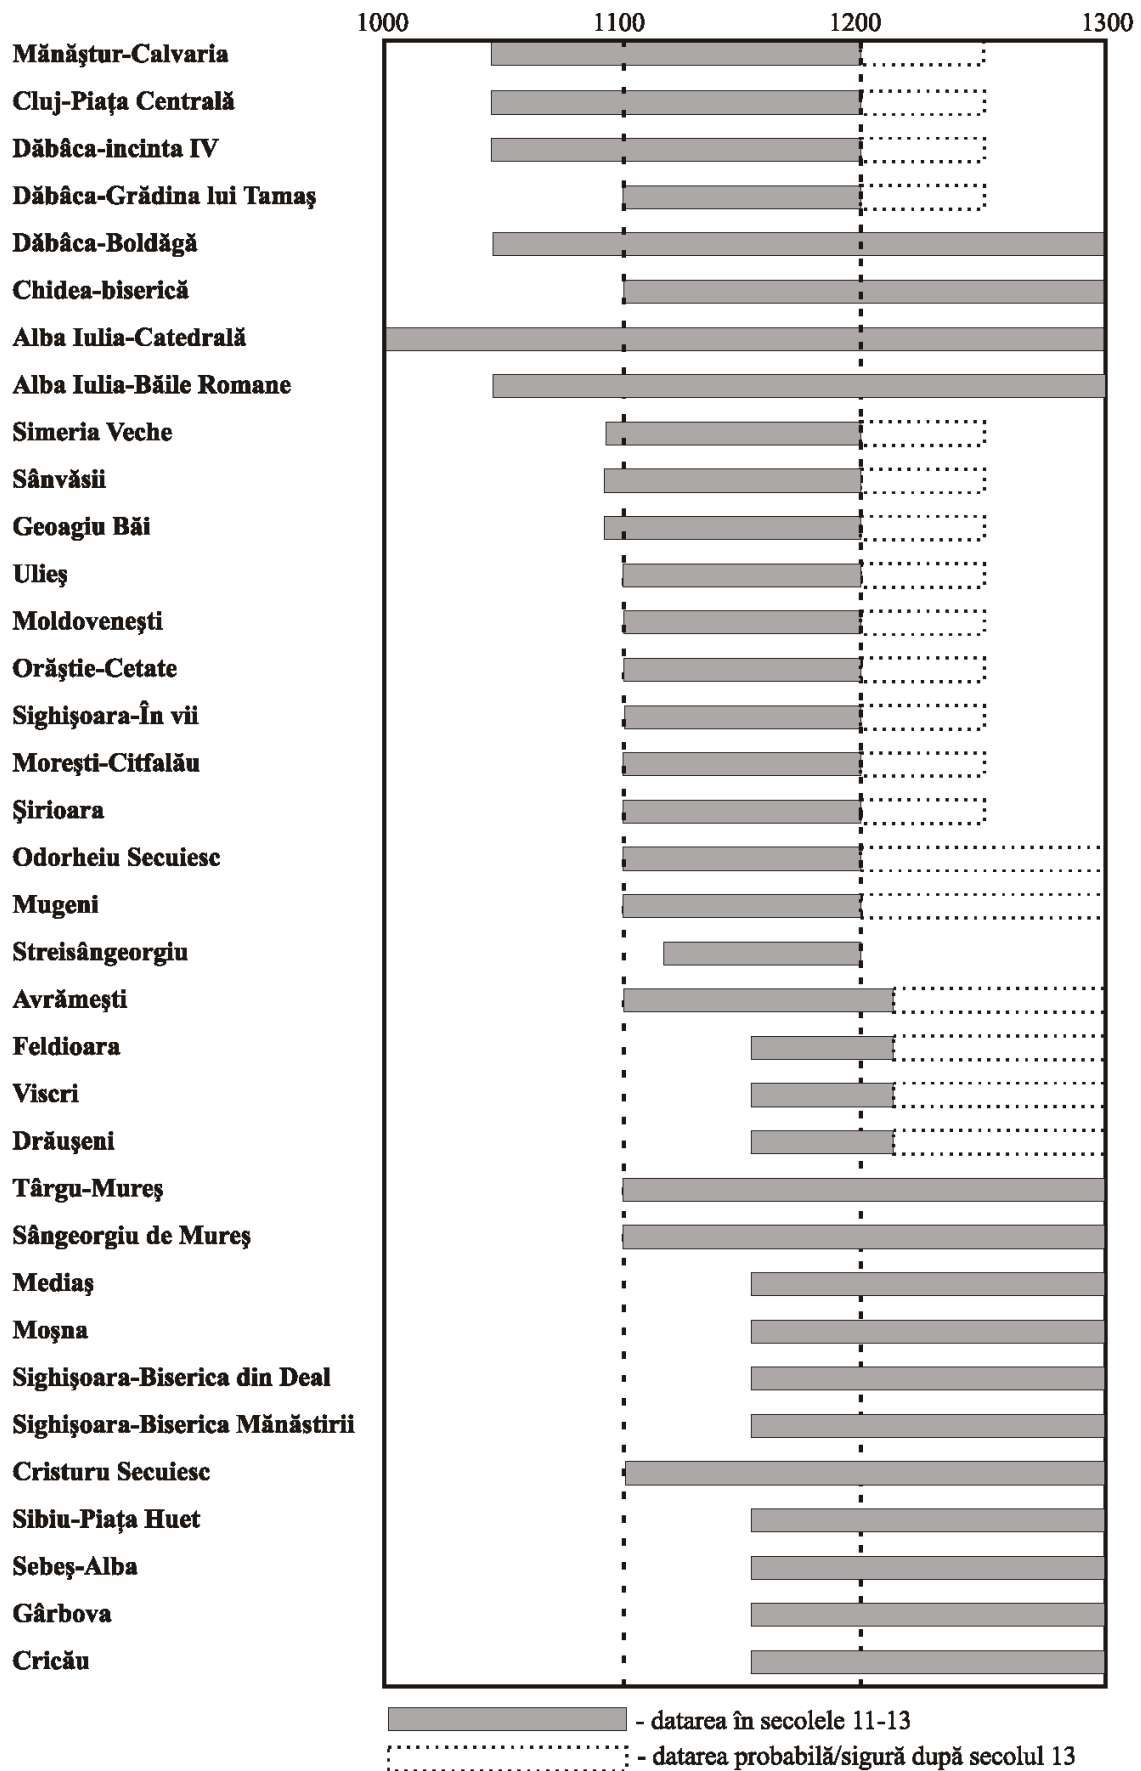 1000 1100 1200 1300
Mănăştur-Calvaria
Cluj-Piaţa Centrală
Dăbâca-incinta IV
Dăbâca-Grădina lui Tamaş
Dăbâca-Boldăgă
Chidea-biserică
Alba Iulia-Catedrală
Alba Iulia-Băile Romane
Simeria Veche
Sânvăsii
Geoagiu Băi
Ulieş
Moldoveneşti
Orăştie-Cetate
Sighişoara-În vii
Moreşti-Citfalău
Şirioara
Odorheiu Secuiesc
Mugeni
Streisângeorgiu
Avrămeşti
Feldioara
Viscri
Drăuşeni
Târgu-Mureş
Sângeorgiu de Mureş
Mediaş
Moşna
Sighişoara-Biserica din Deal
Sighişoara-Biserica Mănăstirii
Cristuru Secuiesc
Sibiu-Piaţa Huet
Sebeş-Alba
Gârbova
Cricău
- datarea în secolele 11-13
- datarea probabilă/sigură după secolul 13